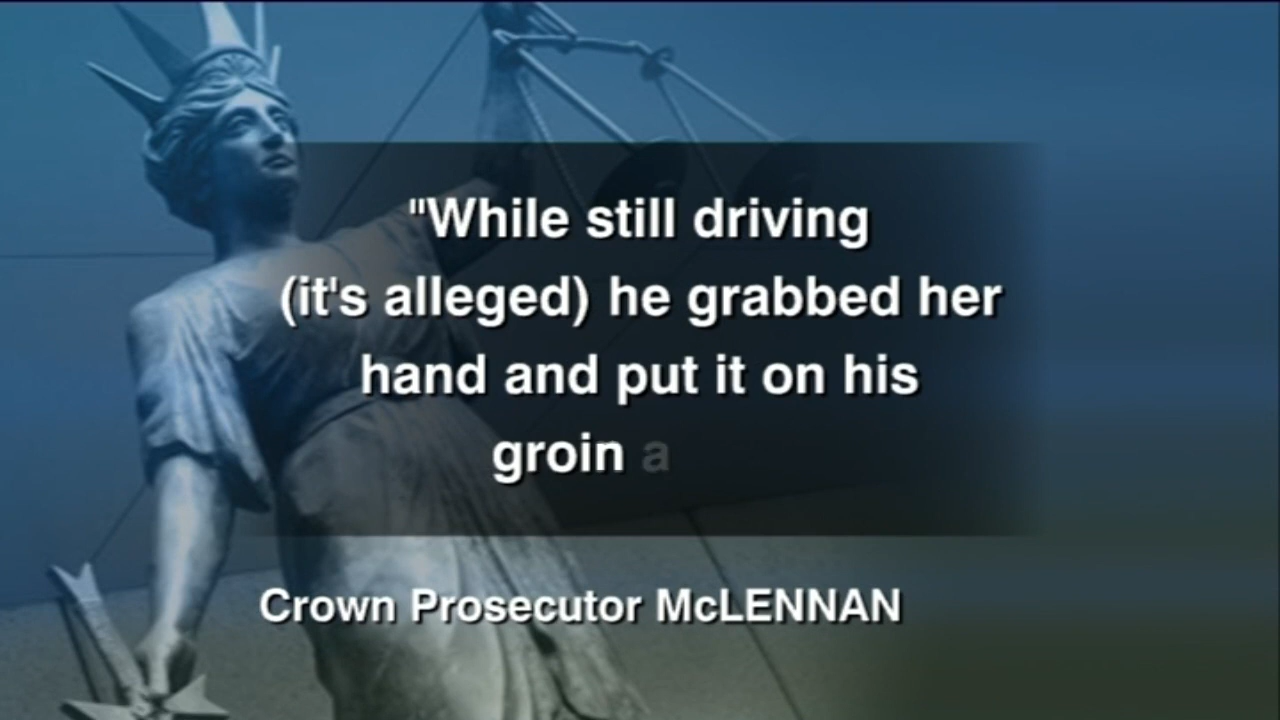 "While still driving
(it's alleged) he grabbed her
hand and put it on his
groin a
Crown Prosecutor McLENNAN